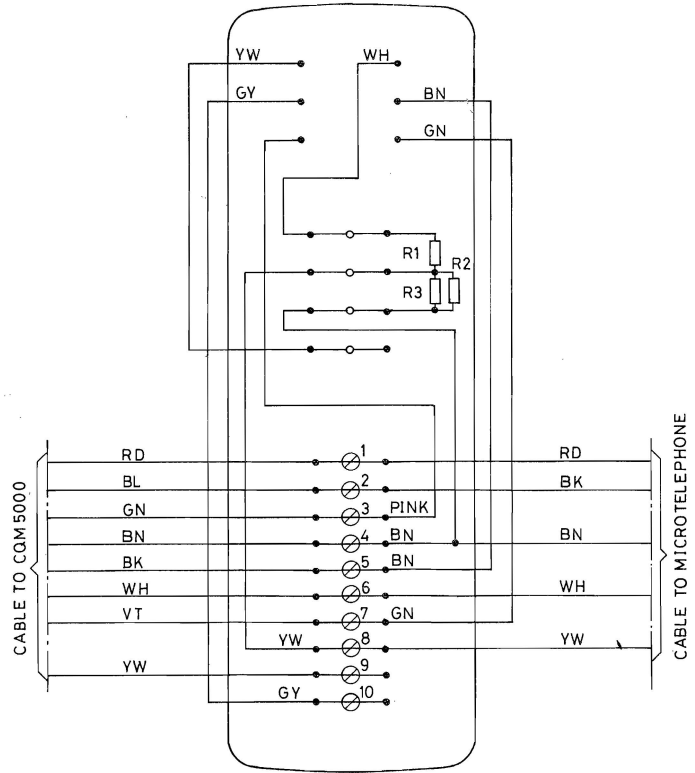 YW
WH
GY
BN
GN
R1
R2
R3
RD
1
RD
BL
2
BK
GN
3
PINK
BN
4
BN
BN
BK
5
BN
WH
6
WH
VT
7
GN
YW
8
YW
YW
9
GY
10
CABLE TO CQM5000
CABLE TO MICROTELEPHONE